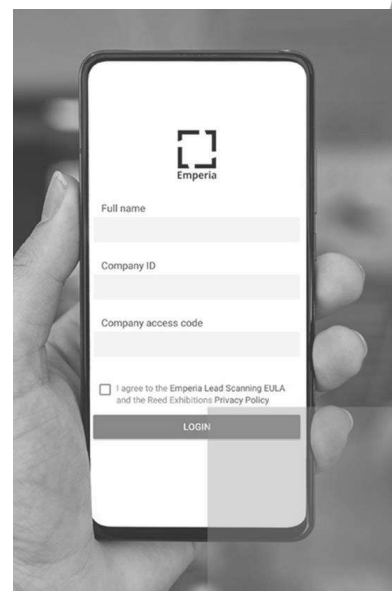 Emperia
Full name
Company ID
Company access code
I agree to the Emperia Lead Scanning EULA
and the Reed Exhibitions Privacy Policy
LOGIN